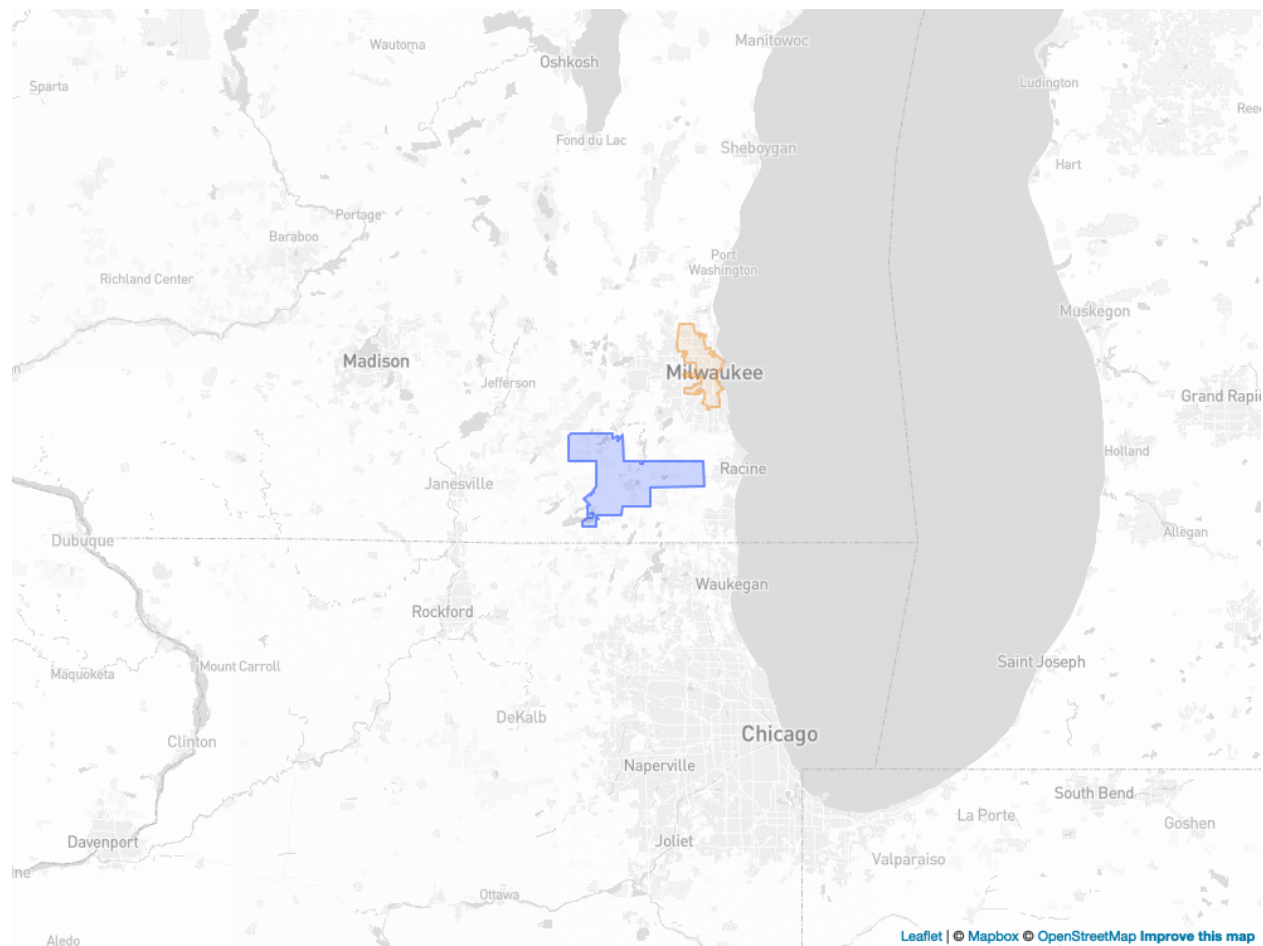 Manitowoc
Wautoma
Oshkosh
Ludington
Sparta
Ree
Fond du Lac
Sheboygan
Hart
Portage
Baraboo
Port
Washington
Richland Center
Muskegon
Madison
Milwaukee
Jefferson
Grand Rapi
Holland
Racine
Janesville
Allegan
Dubuque
Waukegan
Rockford
Saint Joseph
Mount Carroll
Maquoketa
DeKalb
Chicago
Clinton
Naperville
South Bend
La Porte
Goshen
Davenport
Joliet
Valparaiso
ine
Ottawa
Aledo
Leaflet | © Mapbox © OpenStreetMap Improve this map